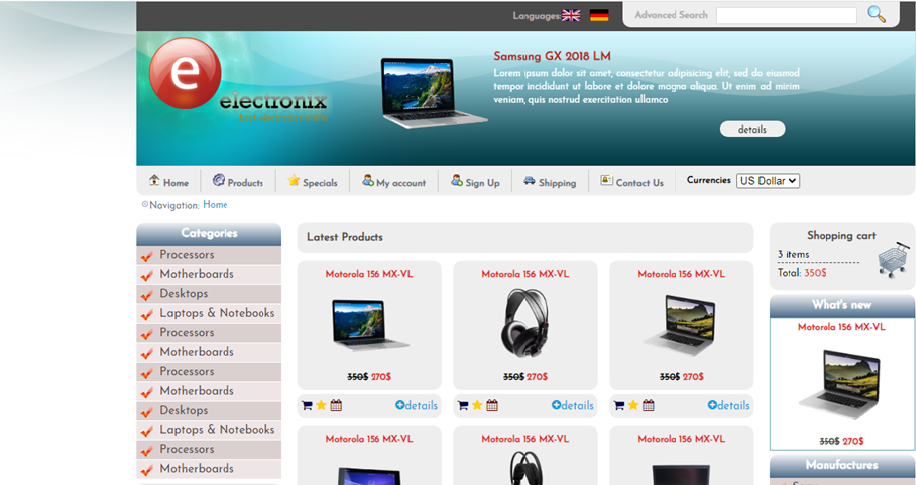 Languages:
Advanced Search
e
electronix
Samsung GX 2018 LM
Lorem ipsum dolor sit amet, consectetur adipisicing elit, sed do eiusmod
tempor incididunt ut labore et dolore magna aliqua. Ut enim ad minim
veniam, quis nostrud exercitation ullamco
details
Home
Products
Specials
My account
Sign Up
Shipping
Contact Us
Currencies
US Dollar
Navigation: Home
Categories
Processors
Motherboards
Desktops
Laptops & Notebooks
Processors
Motherboards
Processors
Motherboards
Desktops
Laptops & Notebooks
Processors
Motherboards
Latest Products
Motorola 156 MX-VL
350$ 270$
details
Motorola 156 MX-VL
350$ 270$
details
Motorola 156 MX-VL
350$ 270$
details
Motorola 156 MX-VL
Motorola 156 MX-VL
Motorola 156 MX-VL
Shopping cart
3 items
Total: 350$
What's new
Motorola 156 MX-VL
350$ 270$
Manufactures